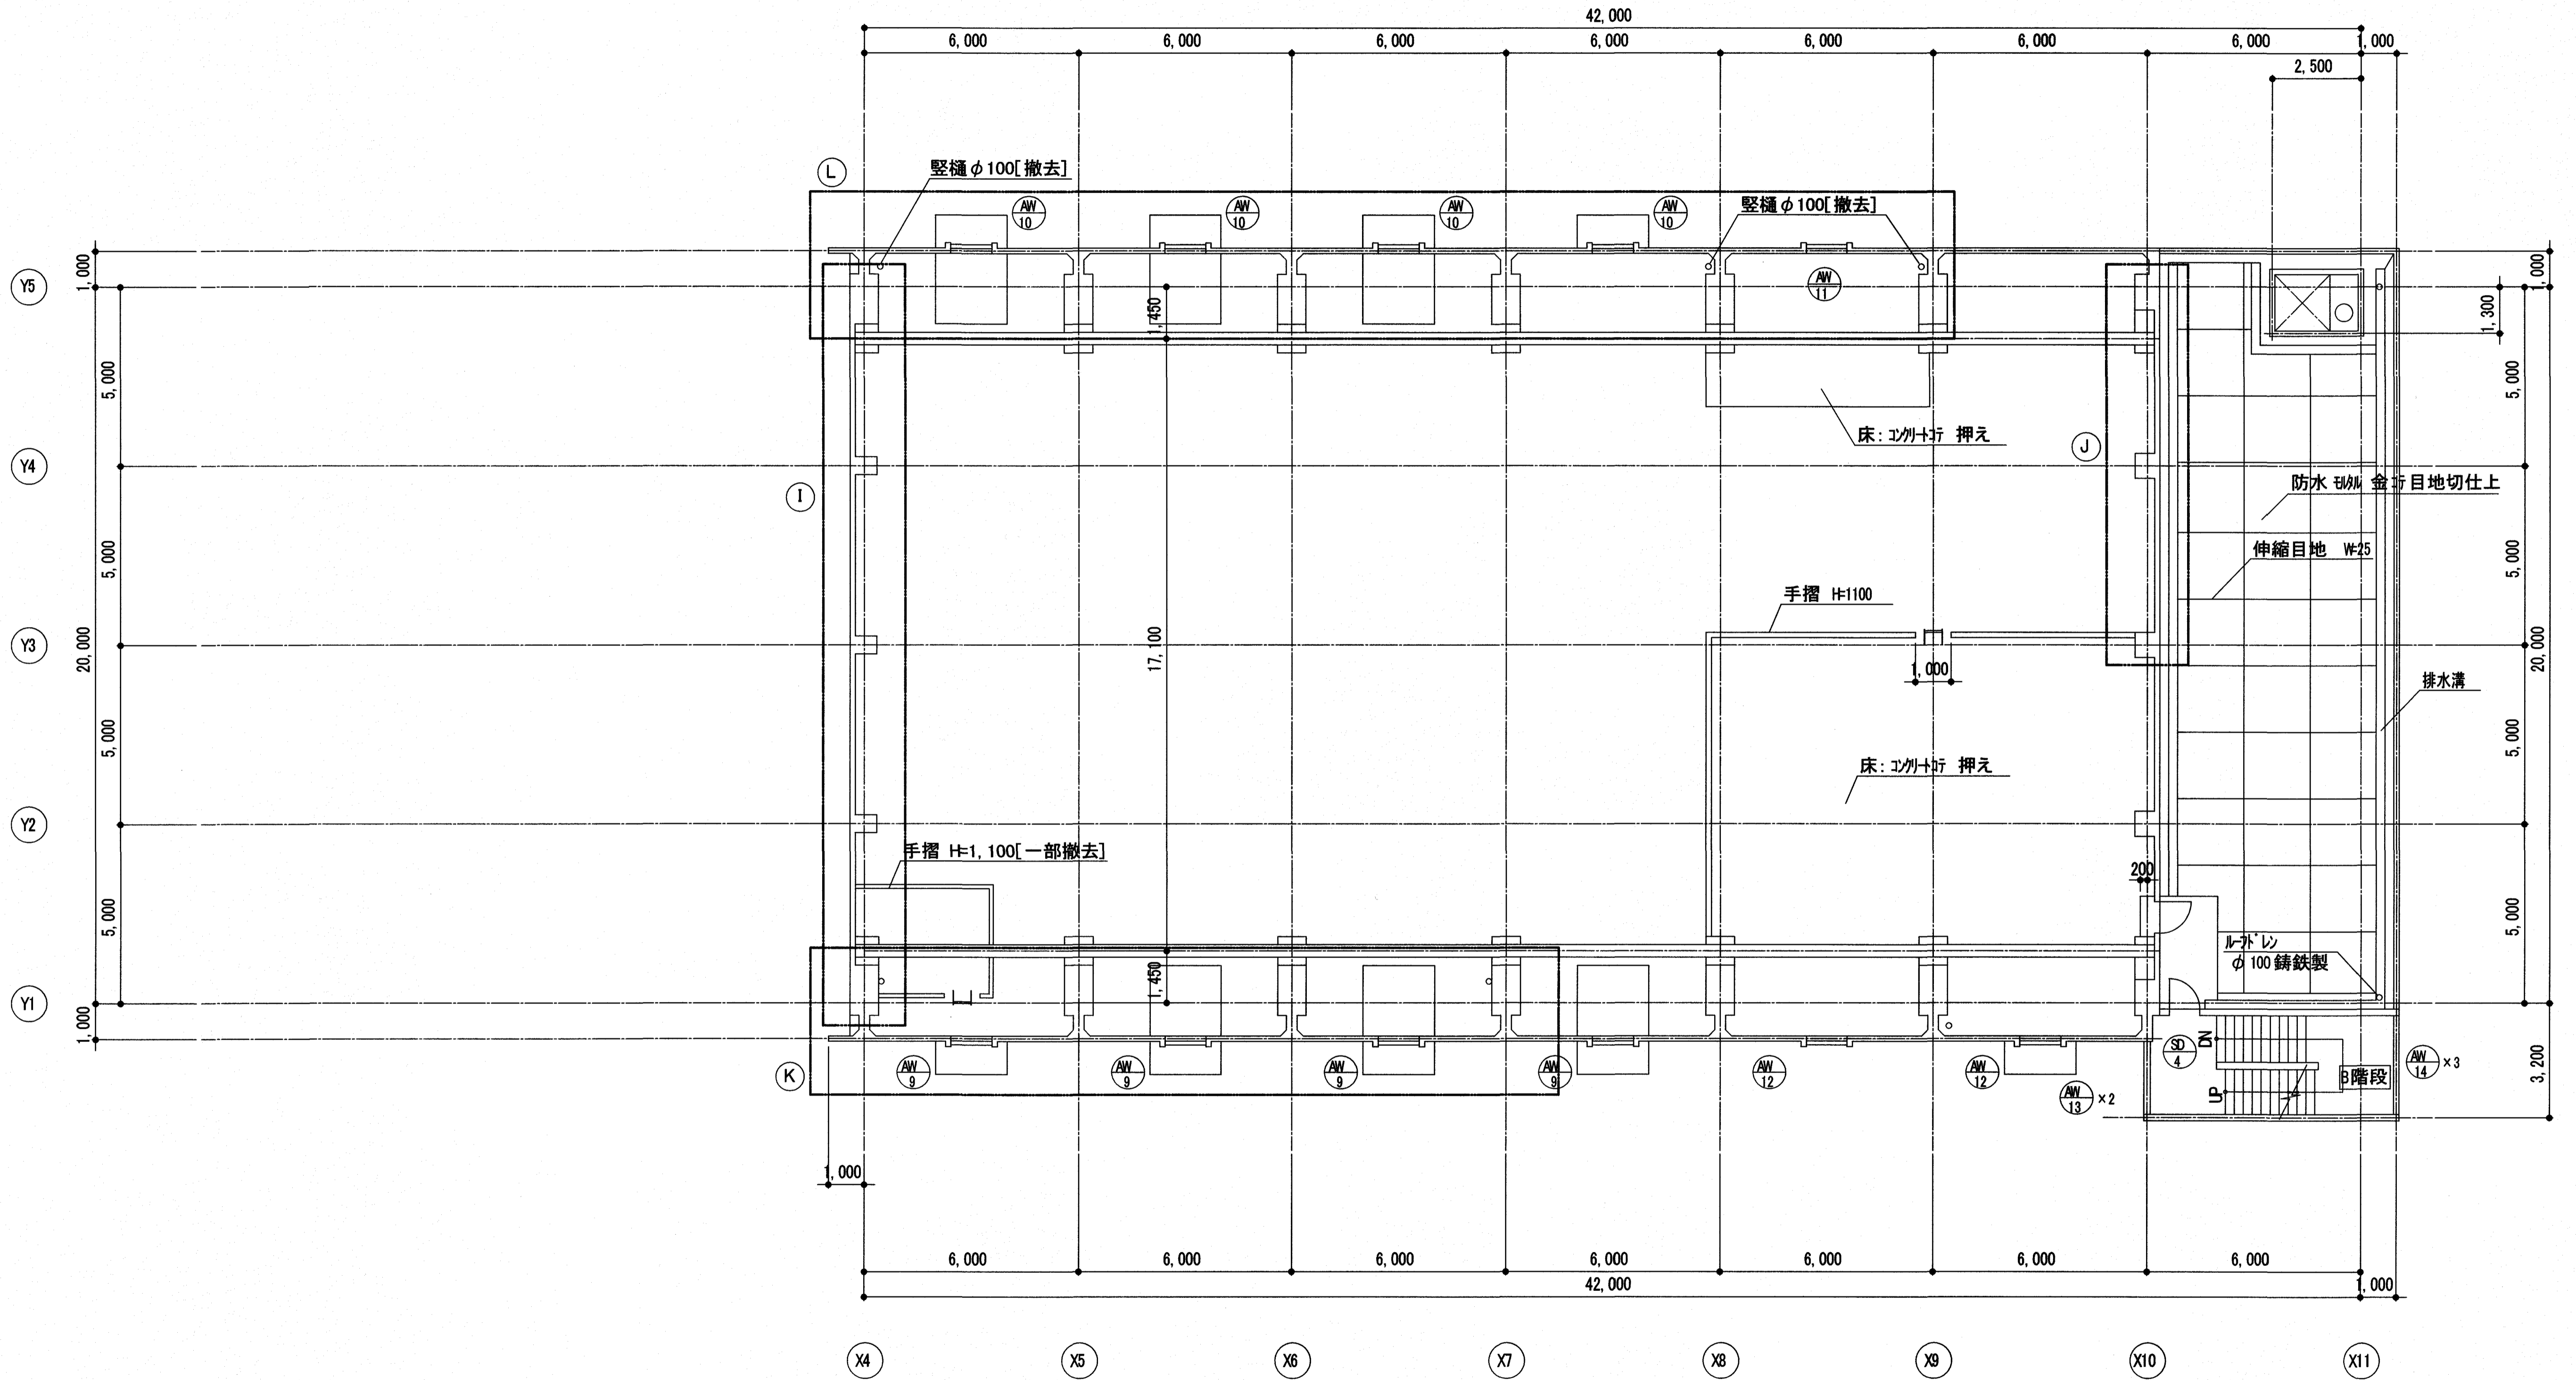 42,000
6,000 6,000 6,000 6,000 6,000 6,000 6,000 1,000
2,500
L
竪樋φ100[撤去]
竪樋φ100[撤去]
AW 10
AW 10
AW 10
AW 10
AW 11
Y5
1,000
1,450
1,000
1,300
5,000
5,000
床:コンクリートコテ 押え
Y4
J
I
防水 モルタル 金コテ目地切仕上
伸縮目地 W=25
5,000
5,000
手摺 H=1100
Y3
20,000
17,100
1,000
20,000
排水溝
5,000
5,000
床:コンクリートコテ 押え
Y2
手摺 H=1,100[一部撤去]
200
5,000
5,000
ルーフドレン
φ100鋳鉄製
1,450
Y1
1,000
K
AW 9
AW 9
AW 9
AW 9
AW 12
AW 12
AW 13 ×2
SD 4
DN
UP
B階段
AW 14 ×3
3,200
1,000
6,000 6,000 6,000 6,000 6,000 6,000 6,000
42,000 1,000
X4 X5 X6 X7 X8 X9 X10 X11